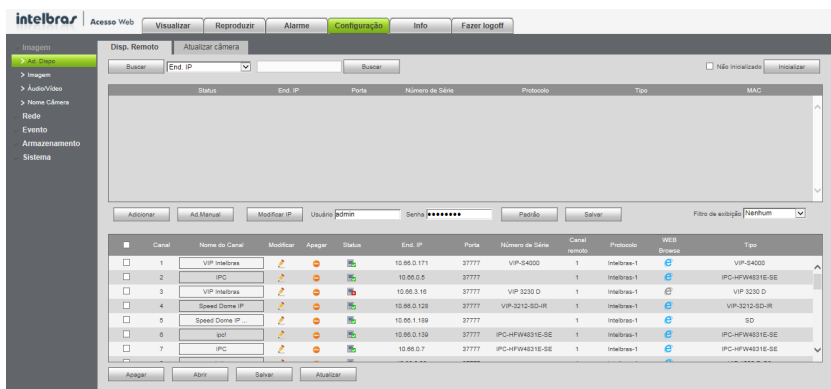 intelbras Acesso Web Visualizar Reproduzir Alarme Configuração Info Fazer logoff
Imagem
> Ad. Dispo
> Imagem
> Áudio/Vídeo
> Nome Câmera
Rede
Evento
Armazenamento
Sistema
Disp. Remoto Atualizar câmera
Buscar End. IP Buscar Não Inicializado Inicializar
Status End. IP Porta Número de Série Protocolo Tipo MAC
Adicionar Ad.Manual Modificar IP Usuário admin Senha •••••••• Padrão Salvar Filtro de exibição Nenhum
Canal Nome do Canal Modificar Apagar Status End. IP Porta Número de Série Canal remoto Protocolo WEB Browse Tipo
1 VIP Intelbras 10.66.0.171 37777 VIP-S4000 1 Intelbras-1 VIP-S4000
2 IPC 10.66.0.5 37777 1 Intelbras-1 IPC-HFW4831E-SE
3 VIP Intelbras 10.66.3.16 37777 VIP 3230 D 1 Intelbras-1 VIP 3230 D
4 Speed Dome IP 10.66.0.128 37777 VIP-3212-SD-IR 1 Intelbras-1 VIP-3212-SD-IR
5 Speed Dome IP ... 10.66.1.189 37777 1 Intelbras-1 SD
6 ipc! 10.66.0.139 37777 IPC-HFW4831E-SE 1 Intelbras-1 IPC-HFW4831E-SE
7 IPC 10.66.0.7 37777 IPC-HFW4831E-SE 1 Intelbras-1 IPC-HFW4831E-SE
Apagar Abrir Salvar Atualizar